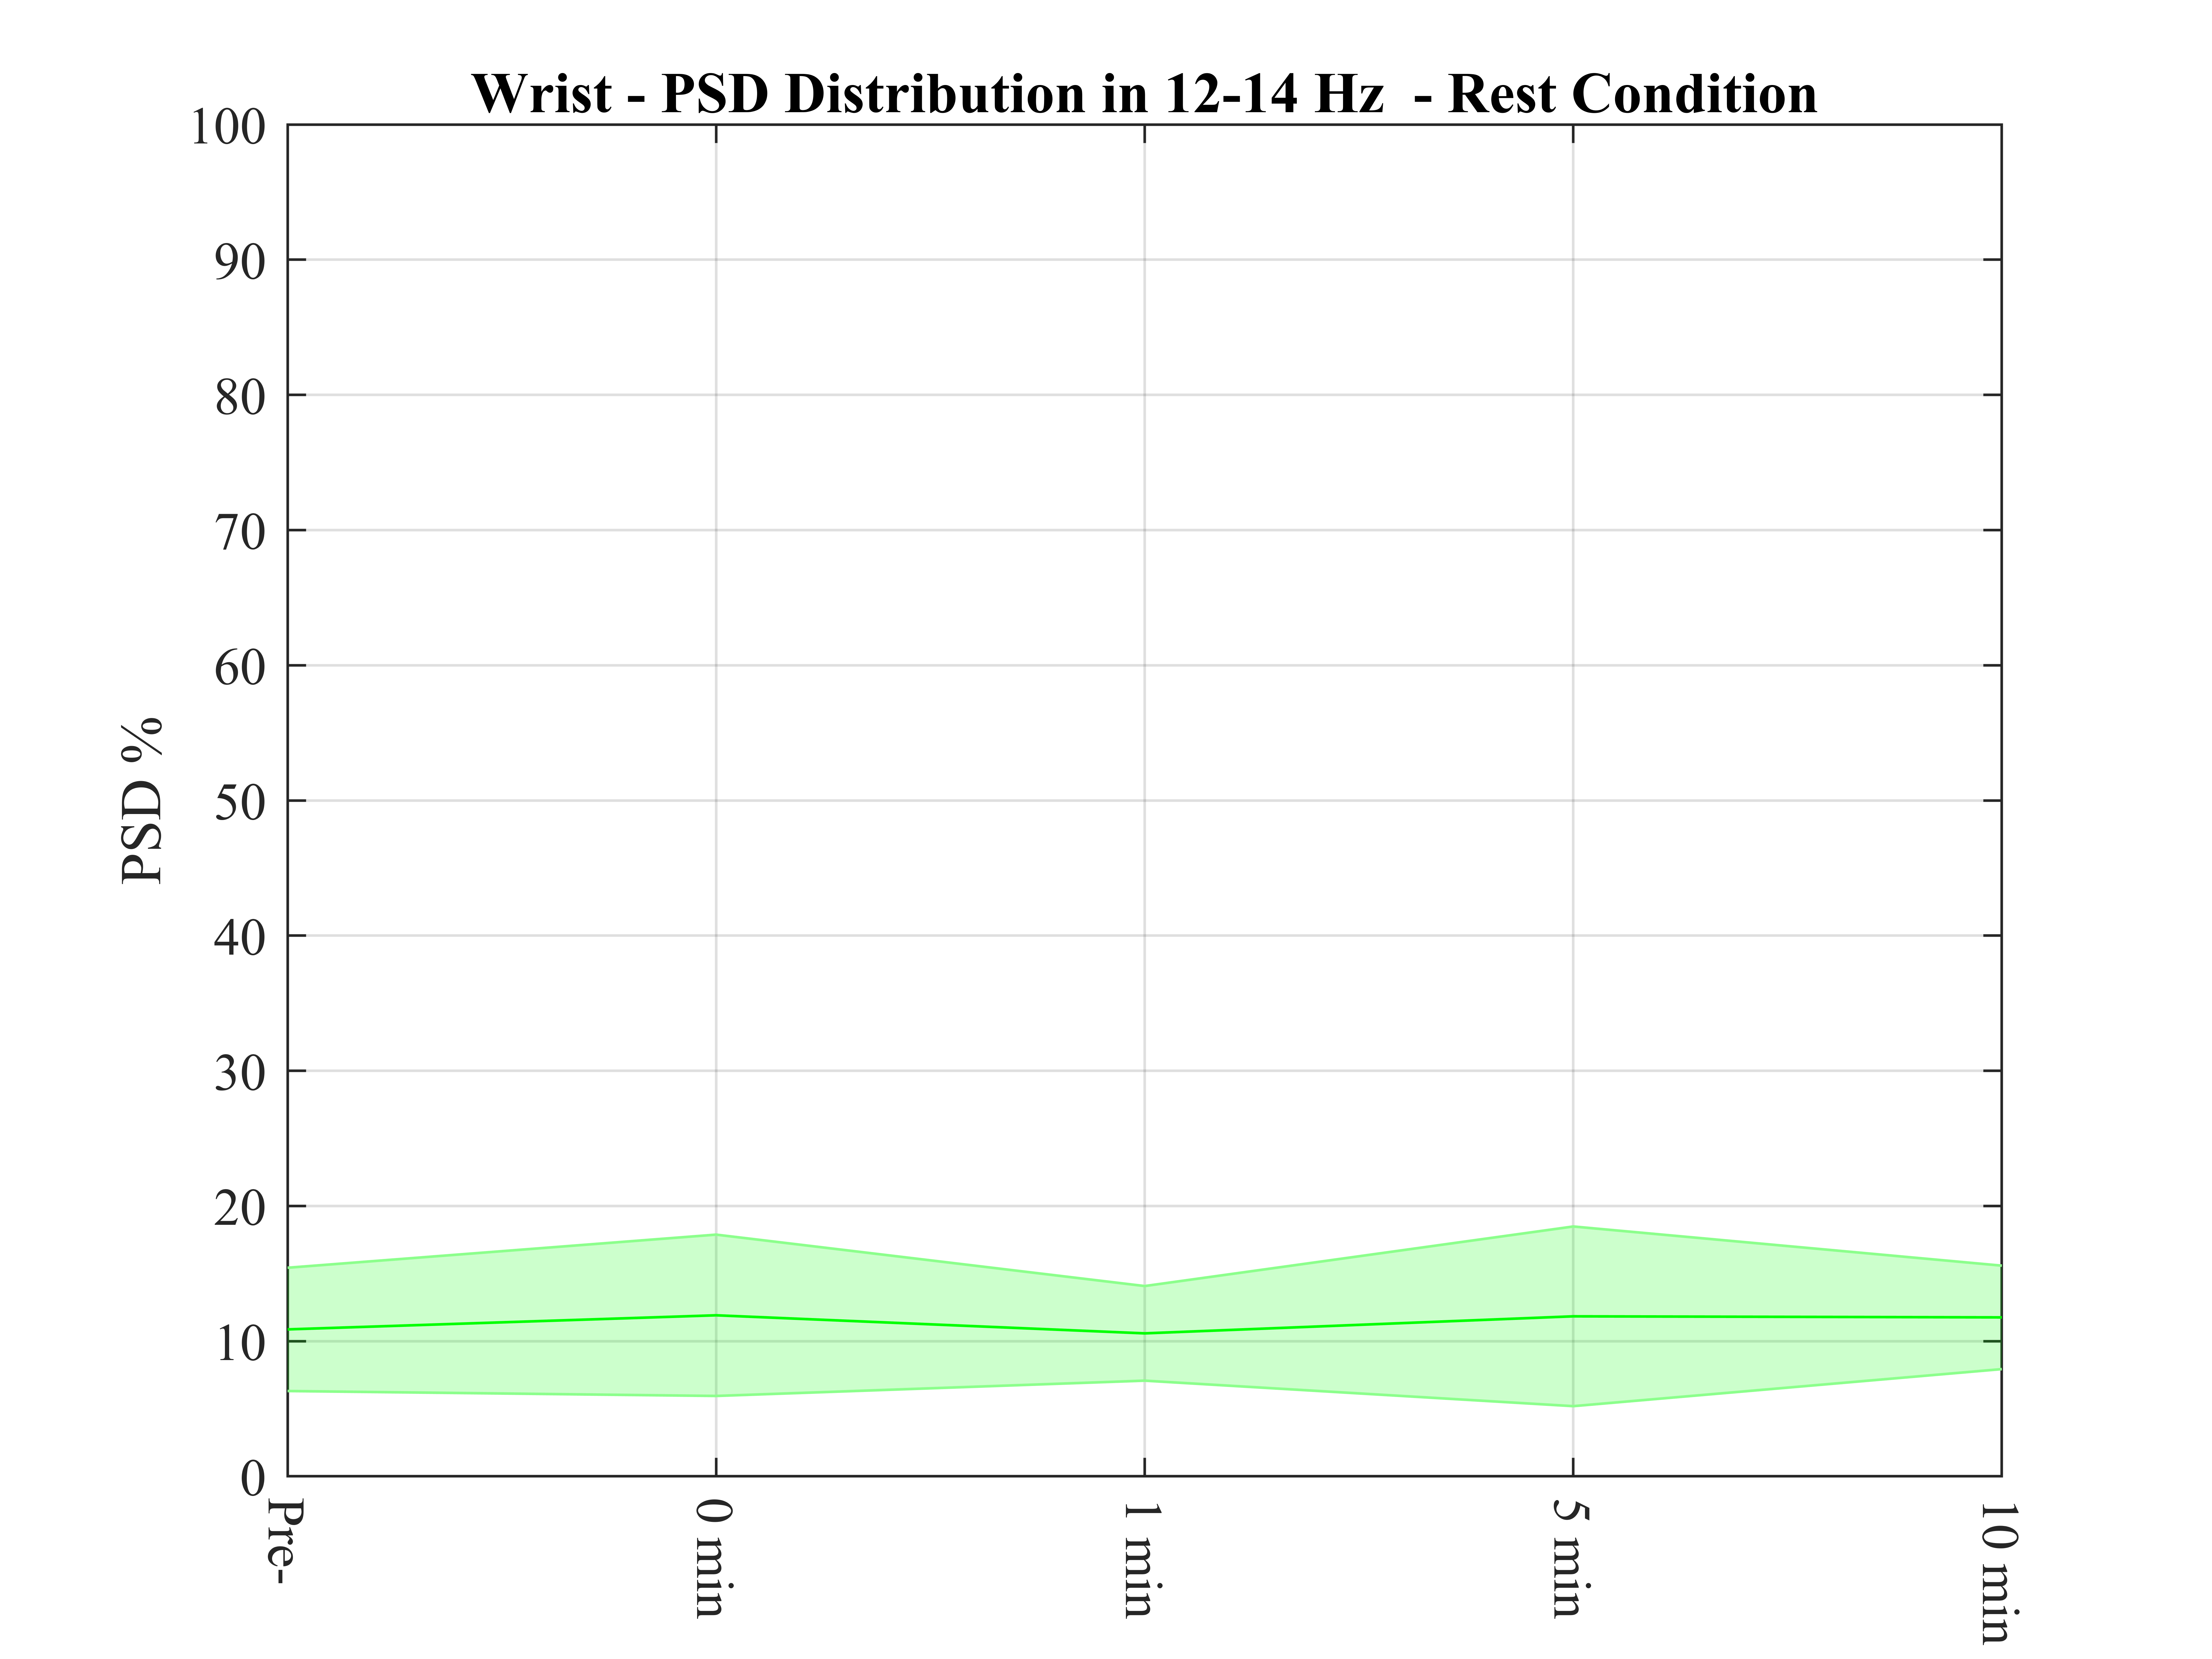 Wrist - PSD Distribution in 12-14 Hz  - Rest Condition
100
90
80
70
60
50
40
30
20
10
0
PSD %
Pre-
0 min
1 min
5 min
10 min